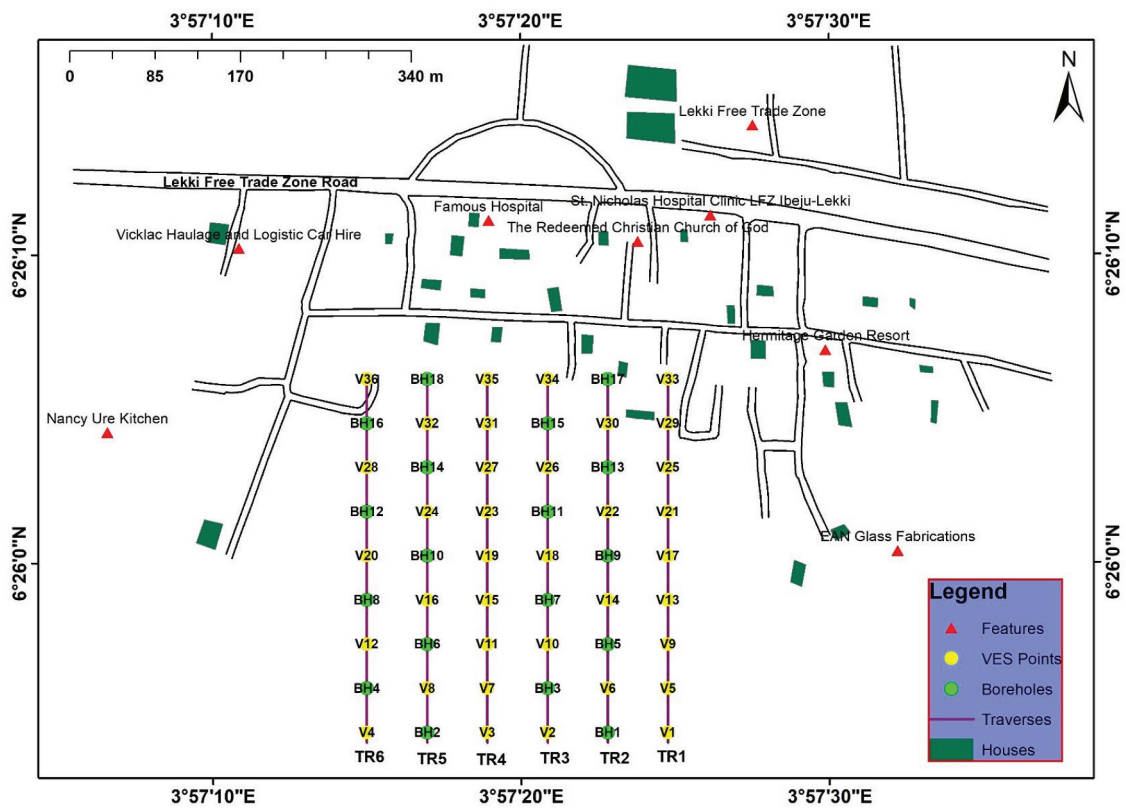 3°57'10"E 3°57'20"E 3°57'30"E
0 85 170 340 m
N
Lekki Free Trade Zone
Lekki Free Trade Zone Road
St. Nicholas Hospital Clinic LFZ Ibeju-Lekki
Famous Hospital
The Redeemed Christian Church of God
Vicklac Haulage and Logistic Car Hire
6°26'10"N 6°26'10"N
Hermitage Garden Resort
V36 BH18 V35 V34 BH17 V33
Nancy Ure Kitchen
BH16 V32 V31 BH15 V30 V29
V28 BH14 V27 V26 BH13 V25
BH12 V24 V23 BH11 V22 V21
EAN Glass Fabrications
V20 BH10 V19 V18 BH9 V17
6°26'0"N 6°26'0"N
BH8 V16 V15 BH7 V14 V13
V12 BH6 V11 V10 BH5 V9
BH4 V8 V7 BH3 V6 V5
V4 BH2 V3 V2 BH1 V1
TR6 TR5 TR4 TR3 TR2 TR1
Legend
Features
VES Points
Boreholes
Traverses
Houses
3°57'10"E 3°57'20"E 3°57'30"E